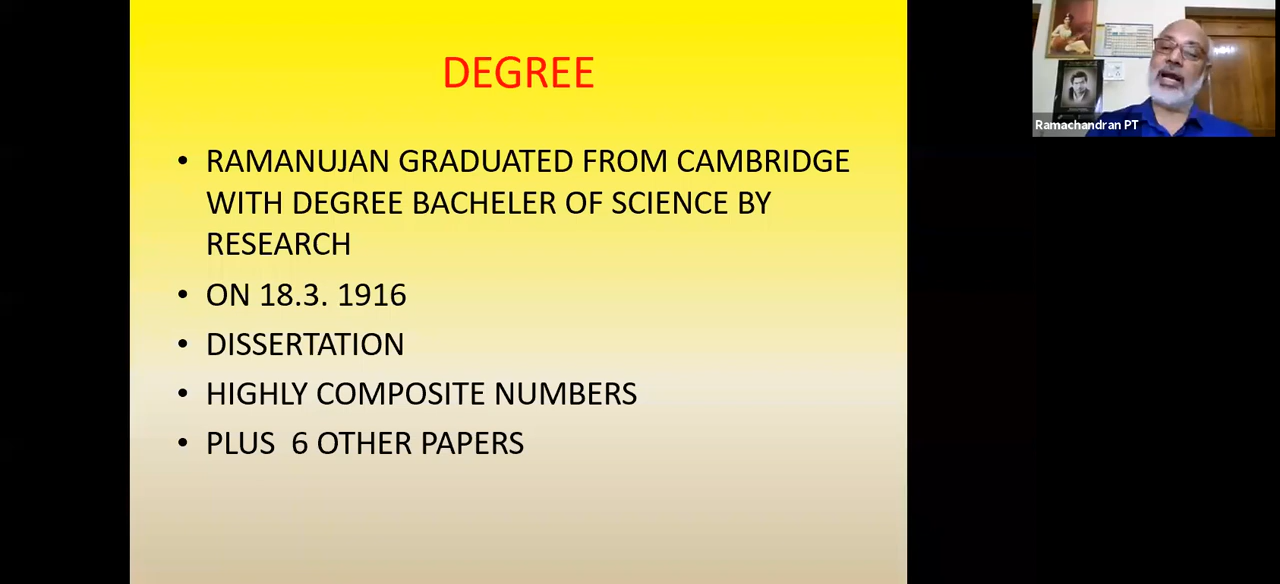 DEGREE
• RAMANUJAN GRADUATED FROM CAMBRIDGE
WITH DEGREE BACHELER OF SCIENCE BY
RESEARCH
• ON 18.3. 1916
• DISSERTATION
• HIGHLY COMPOSITE NUMBERS
• PLUS  6 OTHER PAPERS
Ramachandran PT